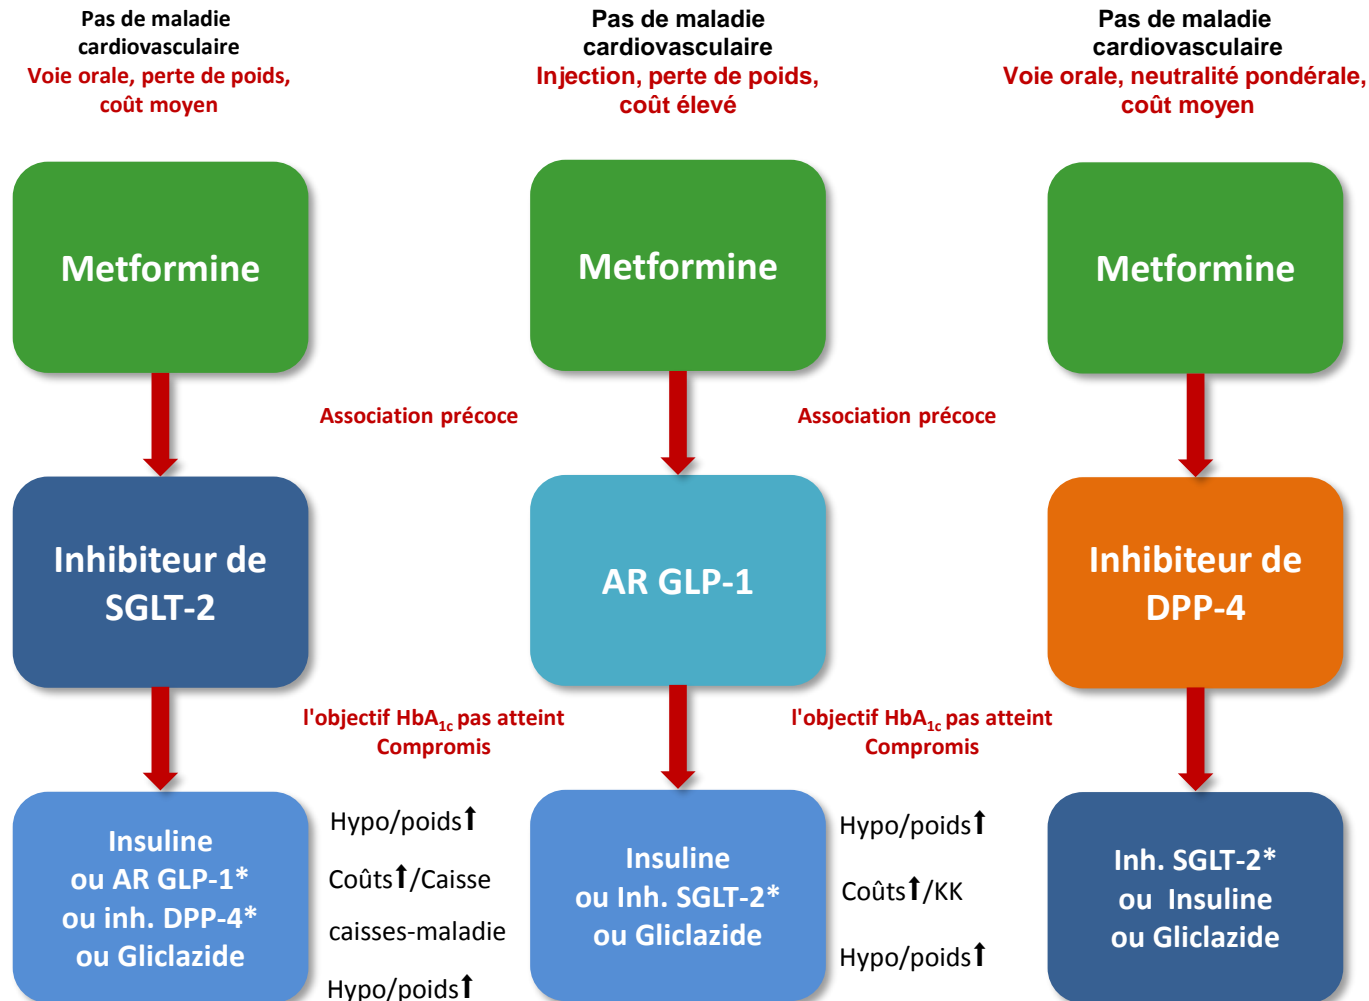 Pas de maladie
cardiovasculaire
Voie orale, perte de poids,
coût moyen
Pas de maladie
cardiovasculaire
Injection, perte de poids,
coût élevé
Pas de maladie
cardiovasculaire
Voie orale, neutralité pondérale,
coût moyen
Metformine
Metformine
Metformine
Association précoce
Association précoce
Inhibiteur de
SGLT-2
AR GLP-1
Inhibiteur de
DPP-4
l'objectif HbA1c pas atteint
Compromis
l'objectif HbA1c pas atteint
Compromis
Insuline
ou AR GLP-1*
ou inh. DPP-4*
ou Gliclazide
Hypo/poids⬆
Coûts⬆/Caisse
caisses-maladie
Hypo/poids⬆
Insuline
ou Inh. SGLT-2*
ou Gliclazide
Hypo/poids⬆
Coûts⬆/KK
Hypo/poids⬆
Inh. SGLT-2*
ou Insuline
ou Gliclazide